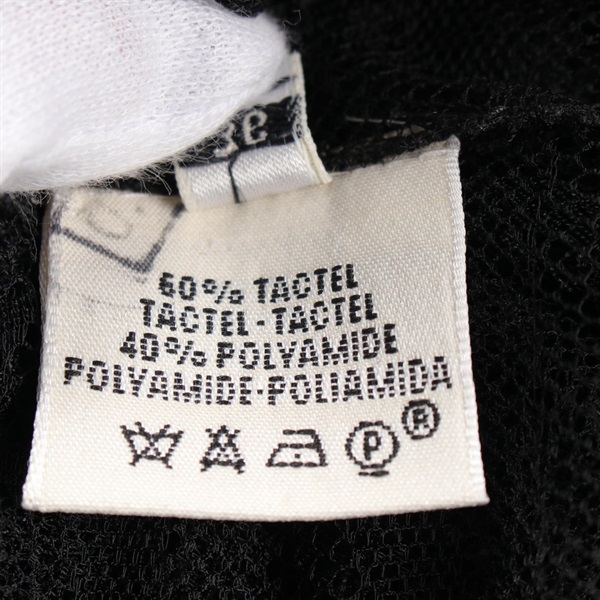 60% TACTEL
TACTEL-TACTEL
40% POLYAMIDE
POLYAMIDE-POLIAMIDA
P ®